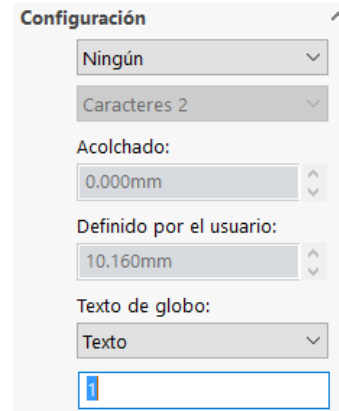 Configuración
Ningún
Caracteres 2
Acolchado:
0.000mm
Definido por el usuario:
10.160mm
Texto de globo:
Texto
1